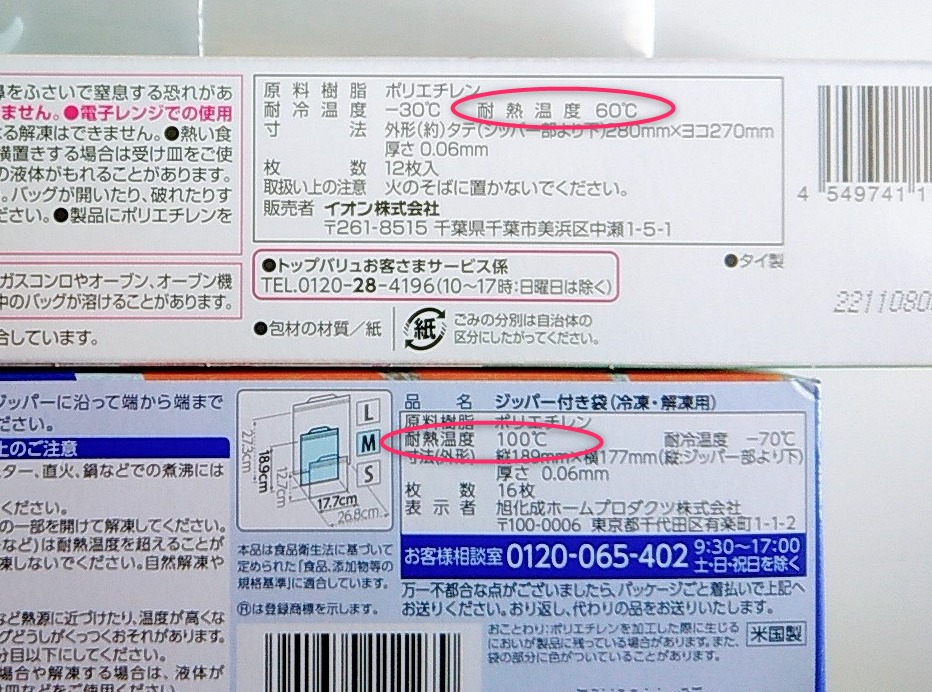 をふさいで窒息する恐れがあ
ません。●電子レンジでの使用
る解凍はできません。●熱い食
横置きする場合は受け皿をご使
の液体がもれることがあります。
。バッグが開いたり、破れたりす
ださい。●製品にポリエチレンを
ガスコンロやオーブン、オーブン機
中のバッグが溶けることがあります。
合しています。
原料樹脂 ポリエチレン
耐冷温度 −30℃ 耐熱温度 60℃
寸法 外形(約)タテ(ジッパー部より下)280mm×ヨコ270mm
厚さ 0.06mm
枚数 12枚入
取扱い上の注意 火のそばに置かないでください。
販売者 イオン株式会社
〒261-8515 千葉県千葉市美浜区中瀬1-5-1
●トップバリュお客さまサービス係
TEL.0120-28-4196(10〜17時:日曜日は除く)
●タイ製
●包材の材質/紙
紙
ごみの分別は自治体の
区分にしたがってください。
4 549741 1
2211080
ジッパーに沿って端から端まで
ださい。
上のご注意
スター、直火、鍋などでの煮沸には
ください。
の一部を開けて解凍してください。
など)は耐熱温度を超えることが
凍しないでください。自然解凍や
など熱源に近づけたり、温度が高くな
グどうしがくっつくおそれがあります。
分目以下にしてください。
場合や解凍する場合は、液体が
皿などをご使用ください。
L
M
S
27.3cm
18.9cm
12.7cm
17.7cm
26.8cm
本品は食品衛生法に基づいて
定められた「食品、添加物等の
規格基準」に適合しています。
Ⓡは登録商標を示します。
品名 ジッパー付き袋(冷凍・解凍用)
原料樹脂 ポリエチレン
耐熱温度 100℃ 耐冷温度 −70℃
寸法(外形) 縦189mm×横177mm(縦:ジッパー部より下)
厚さ 0.06mm
枚数 16枚
表示者 旭化成ホームプロダクツ株式会社
〒100-0006 東京都千代田区有楽町1-1-2
お客様相談室 0120-065-402 9:30〜17:00
土・日・祝日を除く
万一不都合な点がございましたら、パッケージごと着払いで上記へ
お送りください。おり返し、代わりの品をお送りいたします。
おことわり:ポリエチレンを加工した際に生じる
においが製品に残っている場合があります。また、
袋の部分に色がついていることがあります。
米国製